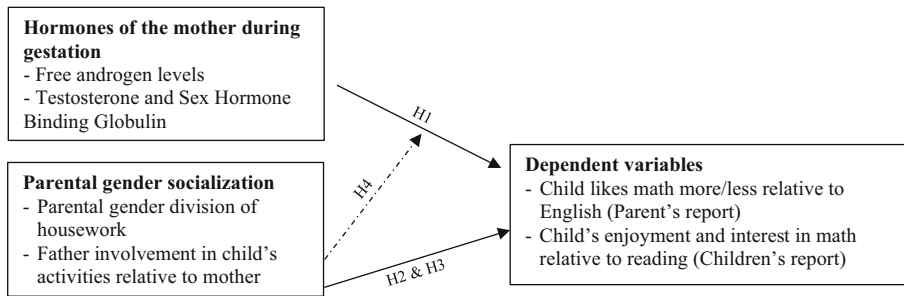 Hormones of the mother during
gestation
- Free androgen levels
- Testosterone and Sex Hormone
Binding Globulin
H1
Parental gender socialization
- Parental gender division of
housework
- Father involvement in child's
activities relative to mother
H4
H2 & H3
Dependent variables
- Child likes math more/less relative to
English (Parent's report)
- Child's enjoyment and interest in math
relative to reading (Children's report)